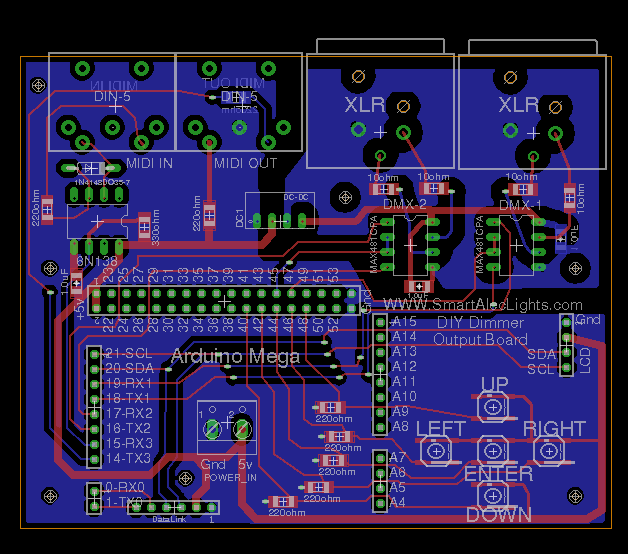 MIDI IN
MIDI OUT
DIN-5
DIN-5
XLR
XLR
MIDI IN
MIDI OUT
1N4148DO35-7
10ohm
10ohm
10ohm
10ohm
220ohm
330ohm
220ohm
DC1
DC-DC
DMX-2
DMX-1
MAX481CPA
MAX481CPA
6N138
1.0uF
1.0uF
+5v
22 24 26 28 30 32 34 36 38 40 42 44 46 48 50 52
23 25 27 29 31 33 35 37 39 41 43 45 47 49 51 53
Gnd
WWW.SmartAlecLights.com
DIY Dimmer
Output Board
Gnd
SDA
SCL
LCD
Arduino Mega
A15
A14
A13
A12
A11
A10
A9
A8
21-SCL
20-SDA
19-RX1
18-TX1
17-RX2
16-TX2
15-RX3
14-TX3
1
2
Gnd 5v
POWER_IN
220ohm
220ohm
220ohm
220ohm
220ohm
UP
LEFT
RIGHT
ENTER
DOWN
A7
A6
A5
A4
0-RX0
1-TX0
DataLink
1